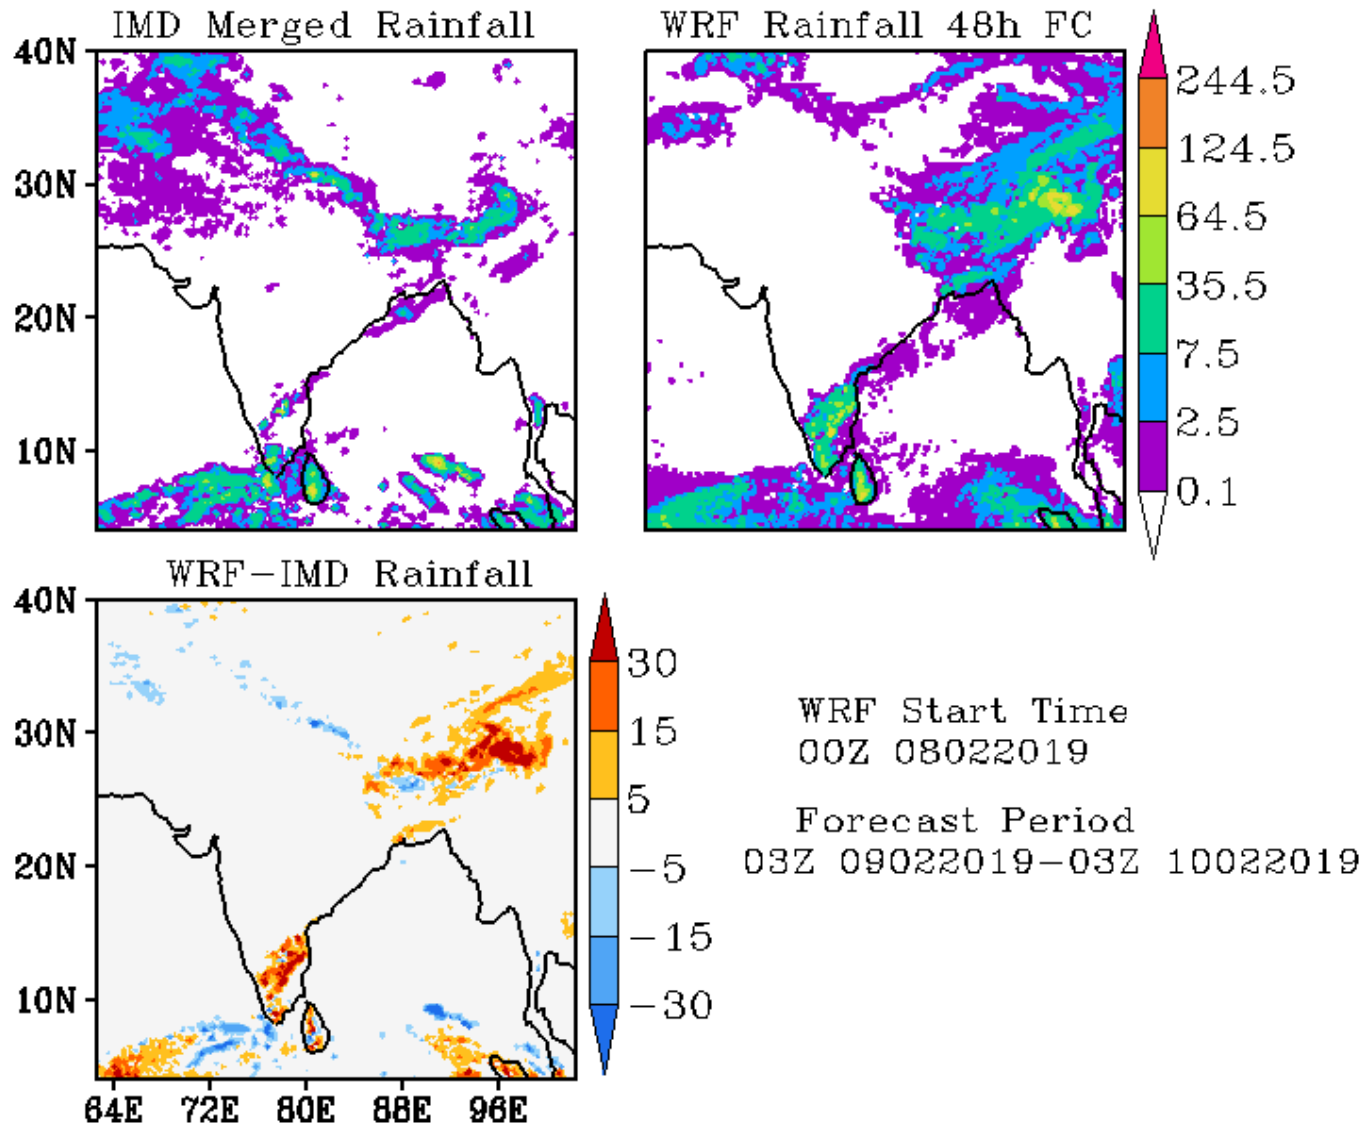 IMD Merged Rainfall
WRF Rainfall 48h FC
40N
30N
20N
10N
244.5
124.5
64.5
35.5
7.5
2.5
0.1
WRF-IMD Rainfall
40N
30N
20N
10N
64E 72E 80E 88E 96E
30
15
5
-5
-15
-30
WRF Start Time
00Z 08022019
Forecast Period
03Z 09022019-03Z 10022019